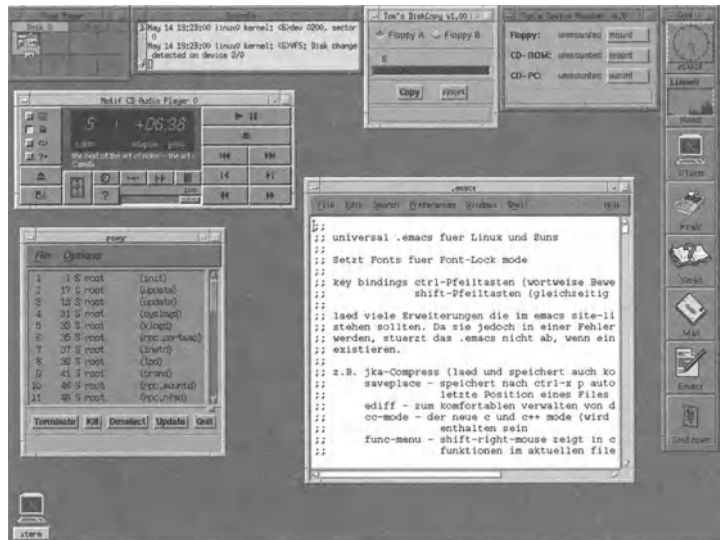 Desk 0
May 14 19:23:00 linux0 kernel: <6>dev 0200, sector
0
May 14 19:23:00 linux0 kernel: <6>VFS: Disk change
detected on device 2/0
Tom's DiskCopy v1.00
Floppy A
Floppy B
0
Copy
Floppy:
unmounted
mount
CD-ROM:
unmounted
mount
CD-PC:
unmounted
mount
Motif CD Audio Player 0
5
+06:38
?
File
Options
1 1 S root (init)
2 17 S root (update)
3 18 S root (update)
4 31 S root (syslogd)
5 33 S root (klogd)
6 35 S root (rpc.portmap)
7 37 S root (inetd)
8 39 S root (lpd)
9 41 S root (crond)
10 46 S root (rpc.mountd)
11 48 S root (rpc.nfsd)
Terminate
Kill
Deselect
Update
Quit
.emacs
File
Edit
Search
Preferences
Windows
Shell
Help
;;
;; universal .emacs fuer Linux und Suns
;;
;; Setzt Fonts fuer Font-Lock mode
;;
;; key bindings ctrl-Pfeiltasten (wortweise Bewe
;; shift-Pfeiltasten (gleichzeitig
;;
;; laed viele Erweiterungen die im emacs site-li
;; stehen sollten. Da sie jedoch in einer Fehler
;; werden, stuerzt das .emacs nicht ab, wenn ein
;; existieren.
;;
;; z.B. jka-Compress (laed und speichert auch ko
;; saveplace - speichert nach ctrl-x p auto
;; letzte Position eines Files
;; ediff - zum komfortablen verwalten von d
;; cc-mode - der neue c und c++ mode (wird
;; enthalten sein
;; func-menu - shift-right-mouse zeigt in c
;; funktionen im aktuellen file
XTerm
Mail
Emacs
Shutdown
xterm